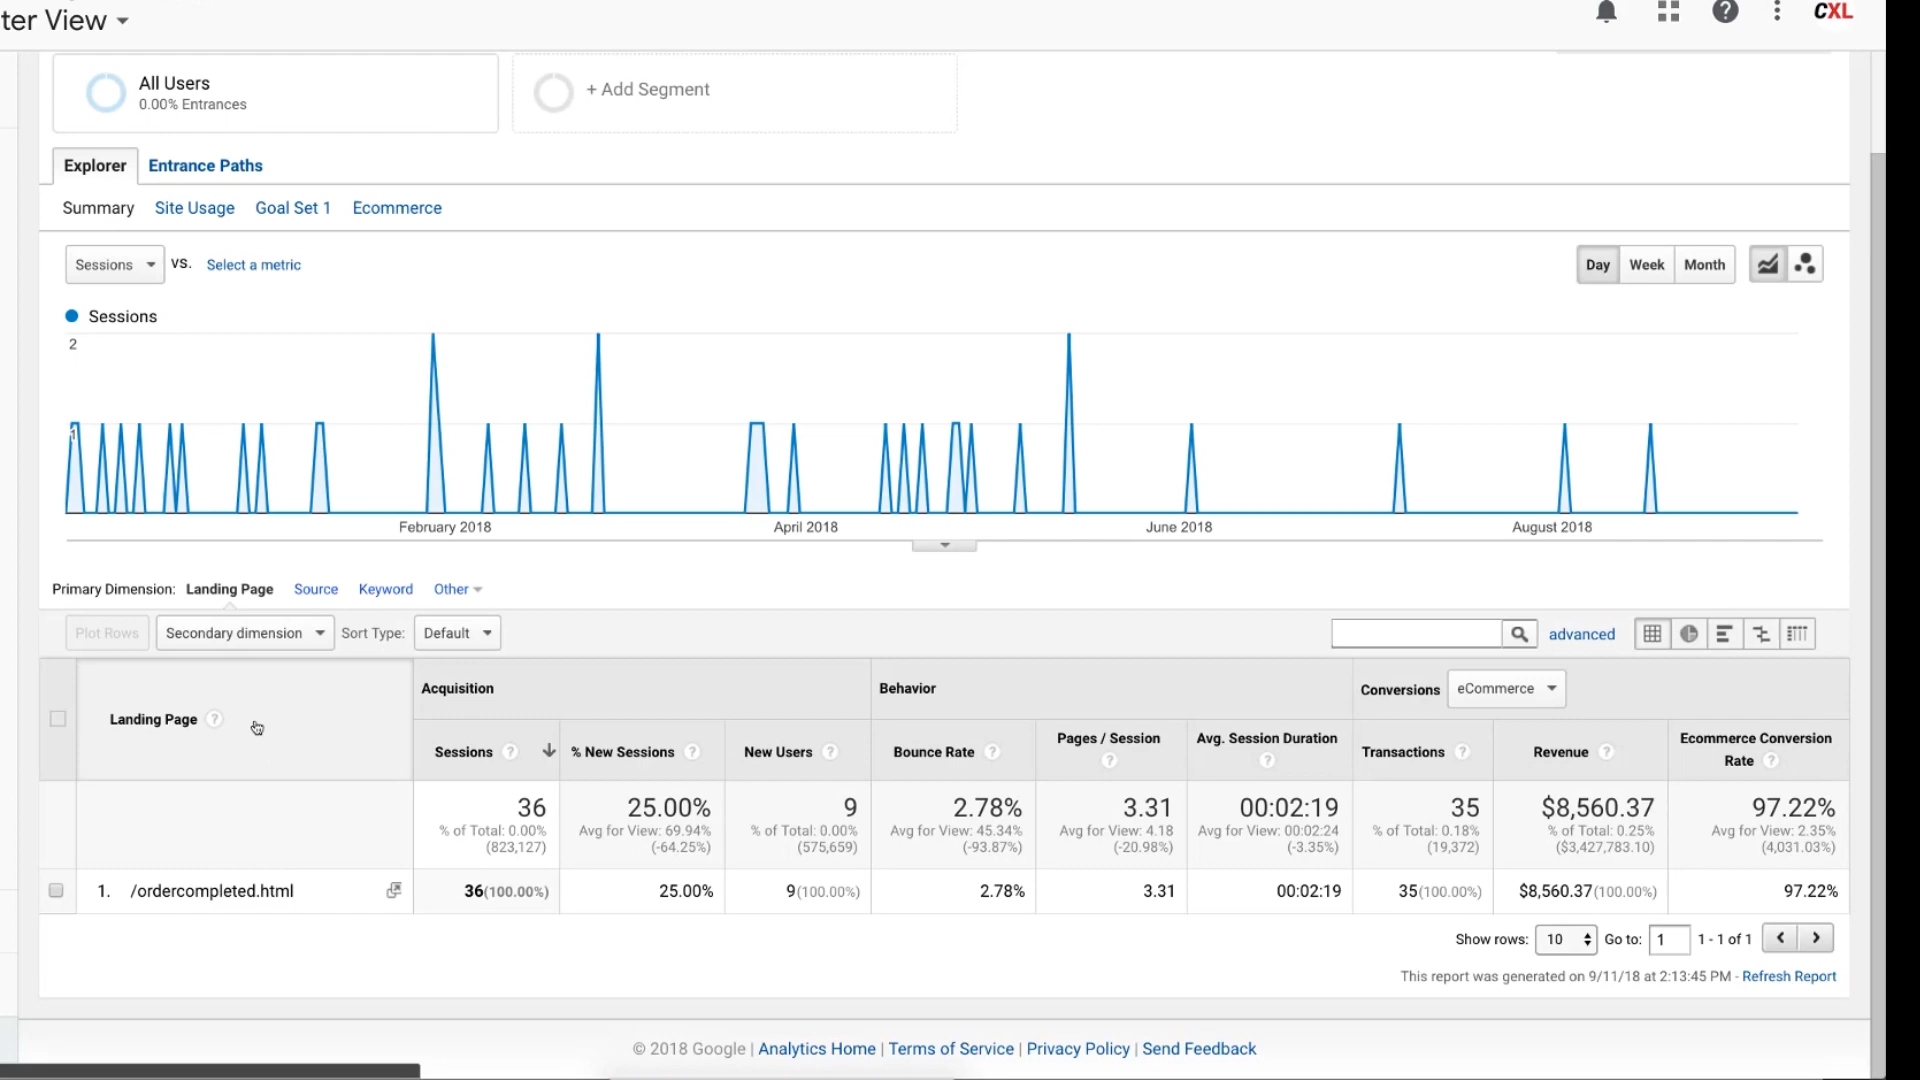 ter View
CXL
All Users
0.00% Entrances
+ Add Segment
Explorer Entrance Paths
Summary Site Usage Goal Set 1 Ecommerce
Sessions VS. Select a metric
Day Week Month
Sessions
2
1
February 2018 April 2018 June 2018 August 2018
Primary Dimension: Landing Page Source Keyword Other
Plot Rows Secondary dimension Sort Type: Default advanced
Acquisition Behavior Conversions eCommerce
Landing Page ?
Sessions ? % New Sessions ? New Users ? Bounce Rate ? Pages / Session ? Avg. Session Duration ? Transactions ? Revenue ? Ecommerce Conversion Rate ?
36 25.00% 9 2.78% 3.31 00:02:19 35 $8,560.37 97.22%
% of Total: 0.00% Avg for View: 69.94% % of Total: 0.00% Avg for View: 45.34% Avg for View: 4.18 Avg for View: 00:02:24 % of Total: 0.18% % of Total: 0.25% Avg for View: 2.35%
(823,127) (-64.25%) (575,659) (-93.87%) (-20.98%) (-3.35%) (19,372) ($3,427,783.10) (4,031.03%)
1. /ordercompleted.html 36(100.00%) 25.00% 9(100.00%) 2.78% 3.31 00:02:19 35(100.00%) $8,560.37(100.00%) 97.22%
Show rows: 10 Go to: 1 1 - 1 of 1
This report was generated on 9/11/18 at 2:13:45 PM - Refresh Report
© 2018 Google | Analytics Home | Terms of Service | Privacy Policy | Send Feedback